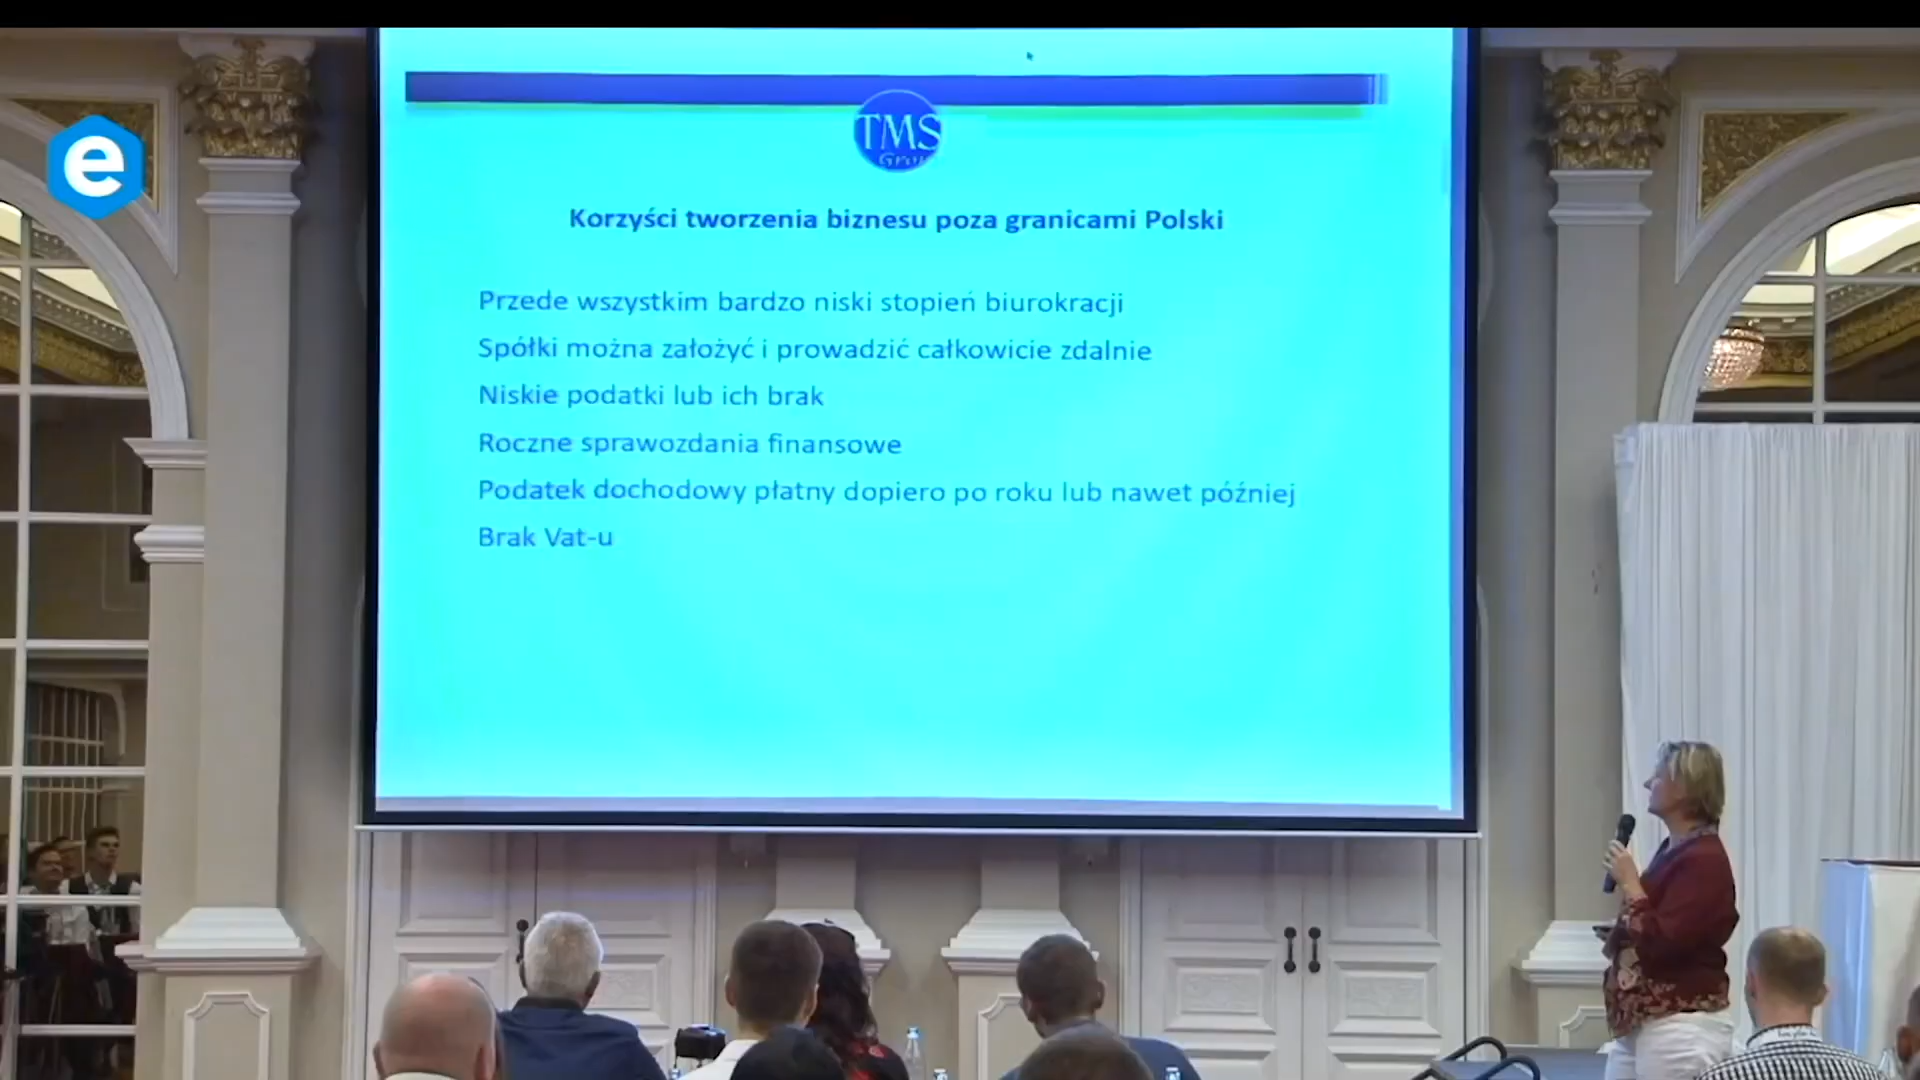 e
TMS
Group
Korzyści tworzenia biznesu poza granicami Polski
Przede wszystkim bardzo niski stopień biurokracji
Spółki można założyć i prowadzić całkowicie zdalnie
Niskie podatki lub ich brak
Roczne sprawozdania finansowe
Podatek dochodowy płatny dopiero po roku lub nawet później
Brak Vat-u